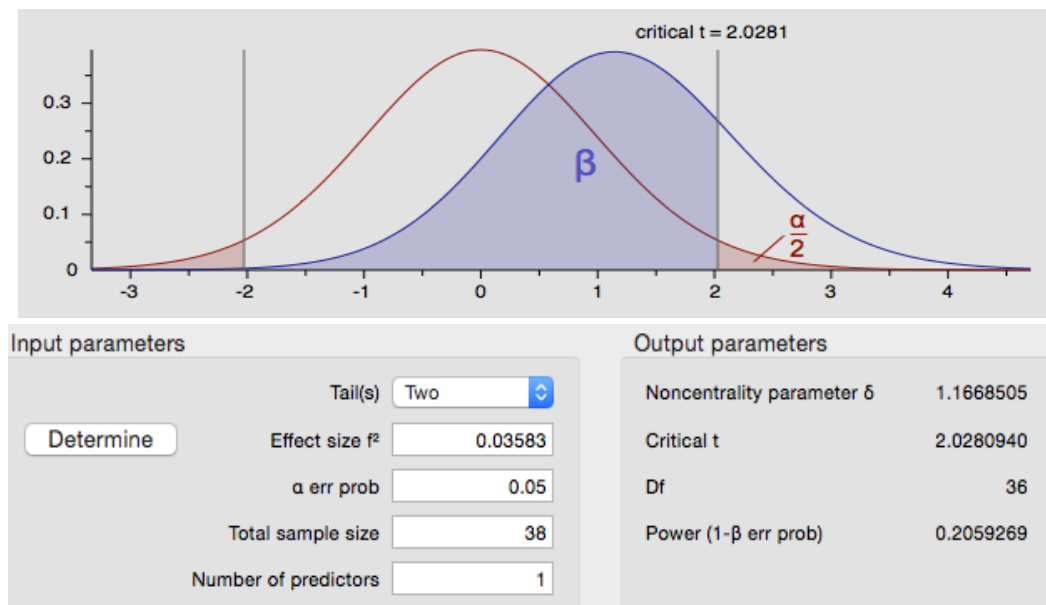 critical t = 2.0281
0.3
0.2
0.1
0
β
α
2
-3 -2 -1 0 1 2 3 4
Input parameters
Output parameters
Tail(s) Two
Noncentrality parameter δ 1.1668505
Determine
Effect size f² 0.03583
Critical t 2.0280940
α err prob 0.05
Df 36
Total sample size 38
Power (1-β err prob) 0.2059269
Number of predictors 1